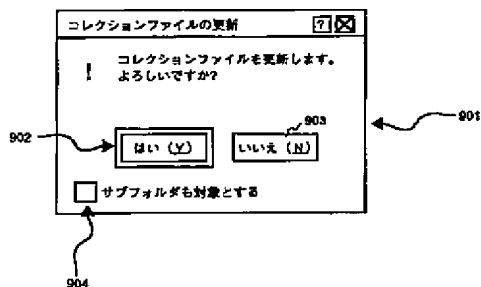 コレクションファイルの更新 ?
! コレクションファイルを更新します。
よろしいですか?
903
902 はい (Y) いいえ (N) 901
サブフォルダも対象とする
904